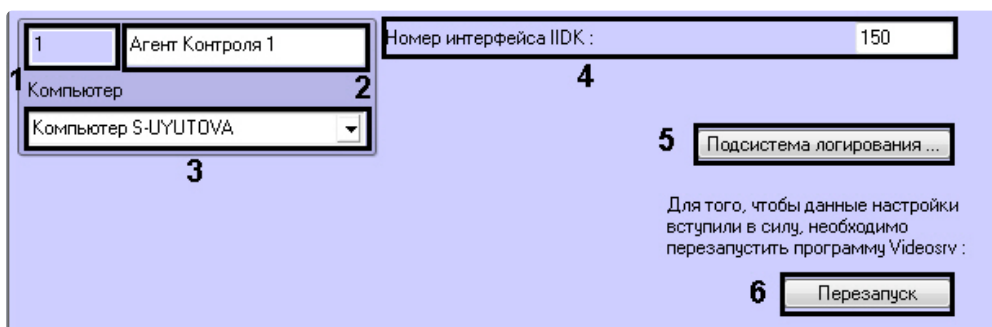 1
Агент Контроля 1
Номер интерфейса IIDK :
150
1
2
4
Компьютер
Компьютер S-UYUTOVA
3
5
Подсистема логирования ...
Для того, чтобы данные настройки
вступили в силу, необходимо
перезапустить программу Videosrv :
6
Перезапуск